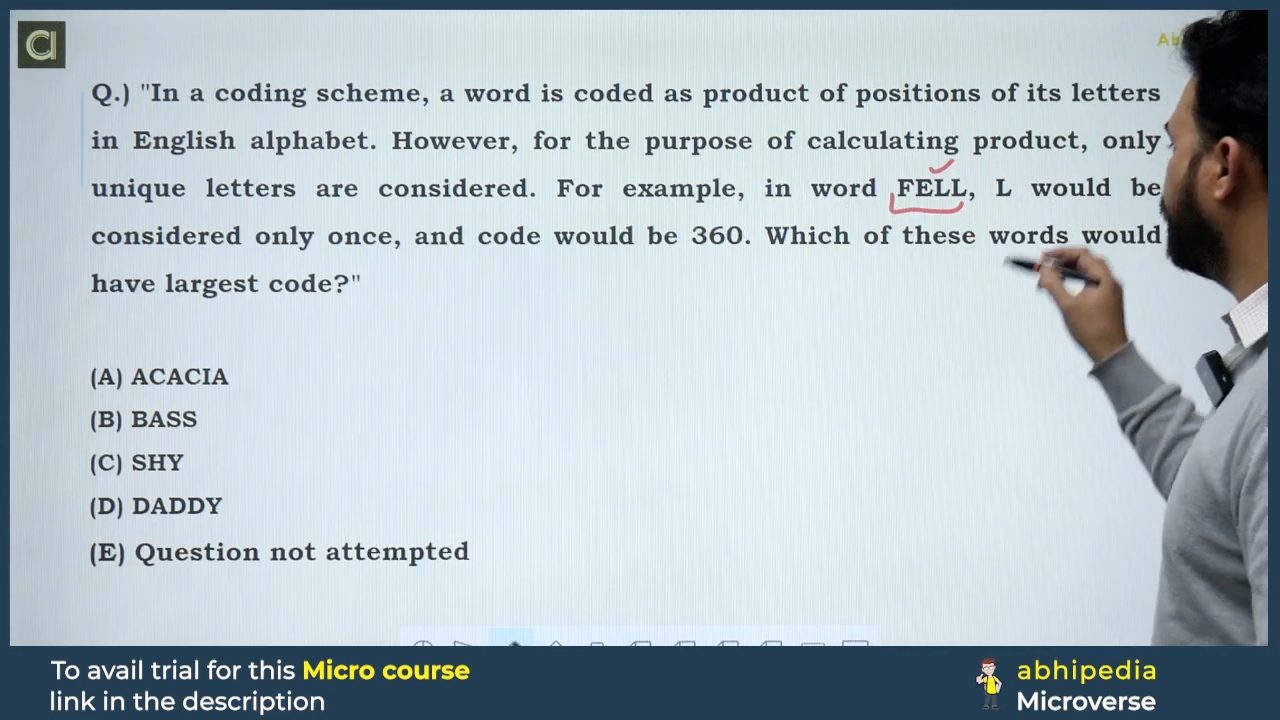 Q.) "In a coding scheme, a word is coded as product of positions of its letters
in English alphabet. However, for the purpose of calculating product, only
unique letters are considered. For example, in word FELL, L would be
considered only once, and code would be 360. Which of these words would
have largest code?"
(A) ACACIA
(B) BASS
(C) SHY
(D) DADDY
(E) Question not attempted
To avail trial for this Micro course
link in the description
abhipedia
Microverse